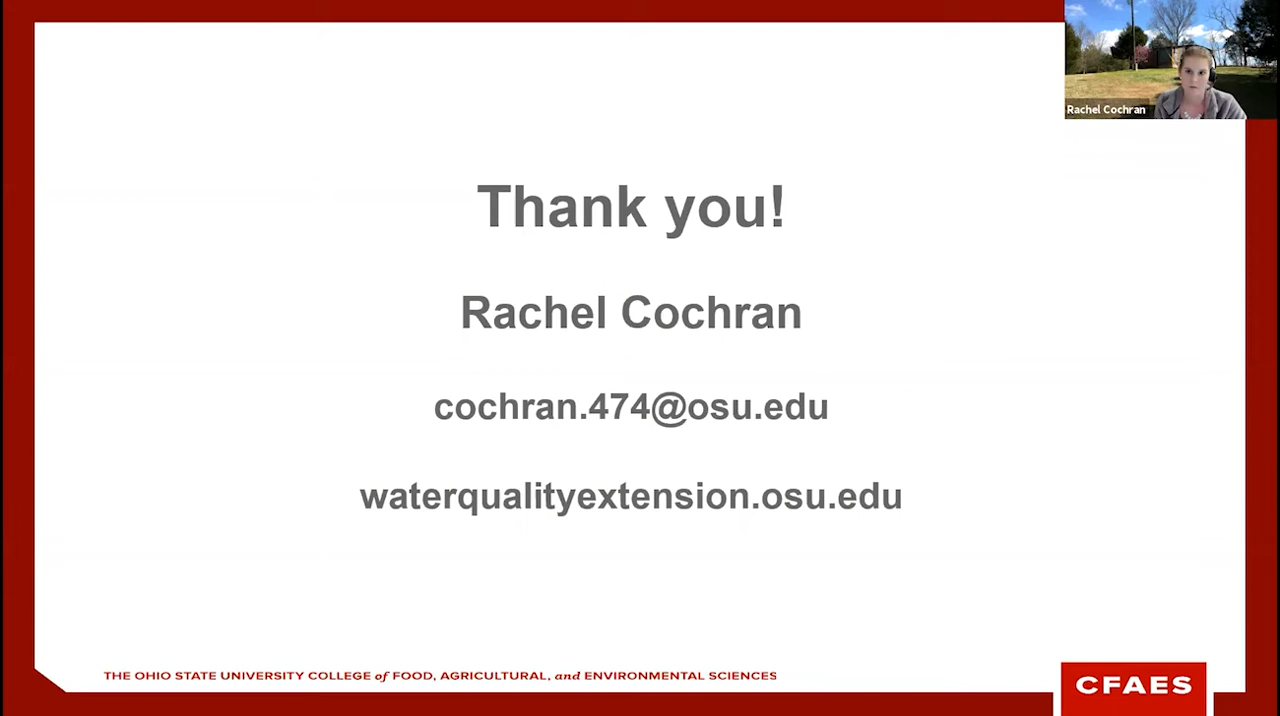 Rachel Cochran
Thank you!
Rachel Cochran
cochran.474@osu.edu
waterqualityextension.osu.edu
THE OHIO STATE UNIVERSITY COLLEGE of FOOD, AGRICULTURAL, and ENVIRONMENTAL SCIENCES
CFAES